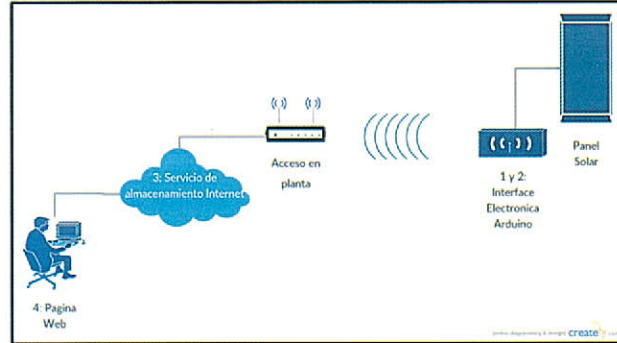 3: Servicio de
almacenamiento Internet
Acceso en
planta
Panel
Solar
1 y 2:
Interface
Electronica
Arduino
4: Pagina
Web
create